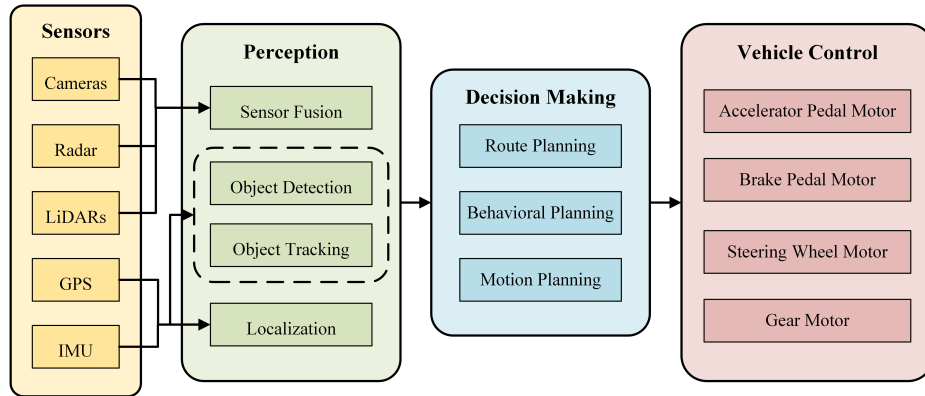 Sensors
Cameras
Radar
LiDARs
GPS
IMU
Perception
Sensor Fusion
Object Detection
Object Tracking
Localization
Decision Making
Route Planning
Behavioral Planning
Motion Planning
Vehicle Control
Accelerator Pedal Motor
Brake Pedal Motor
Steering Wheel Motor
Gear Motor